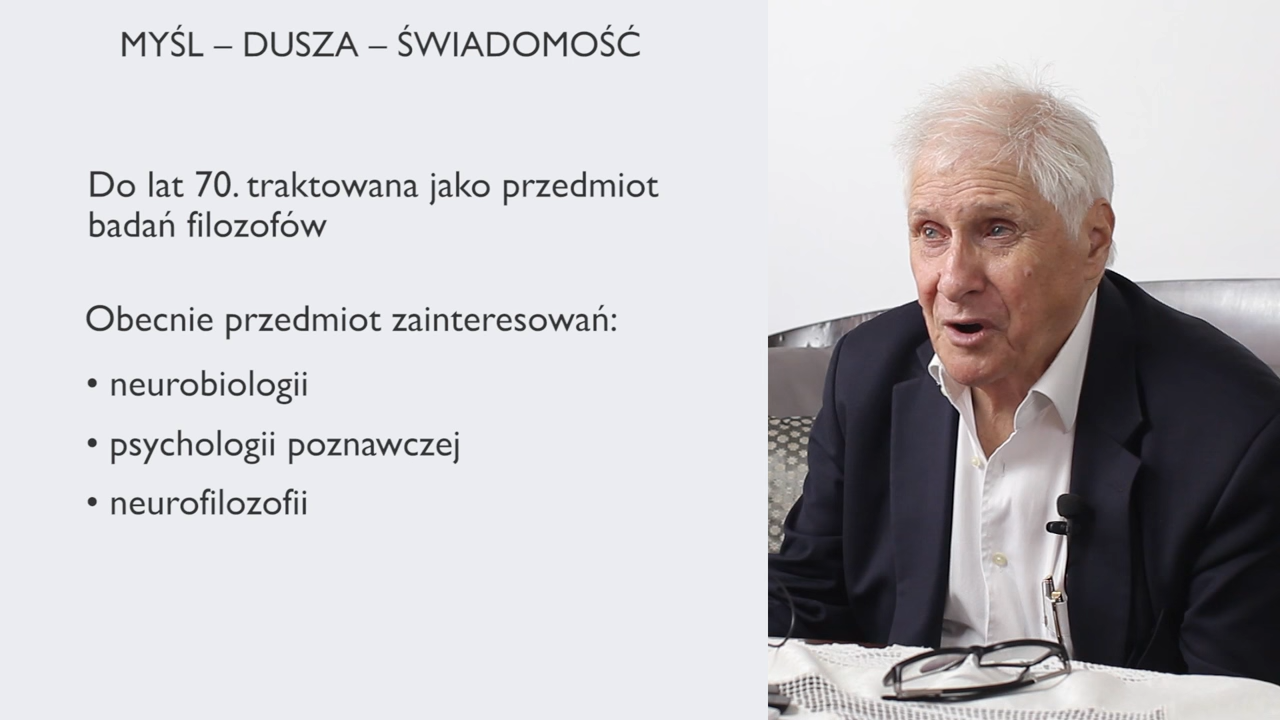 MYŚL – DUSZA – ŚWIADOMOŚĆ
Do lat 70. traktowana jako przedmiot
badań filozofów
Obecnie przedmiot zainteresowań:
• neurobiologii
• psychologii poznawczej
• neurofilozofii